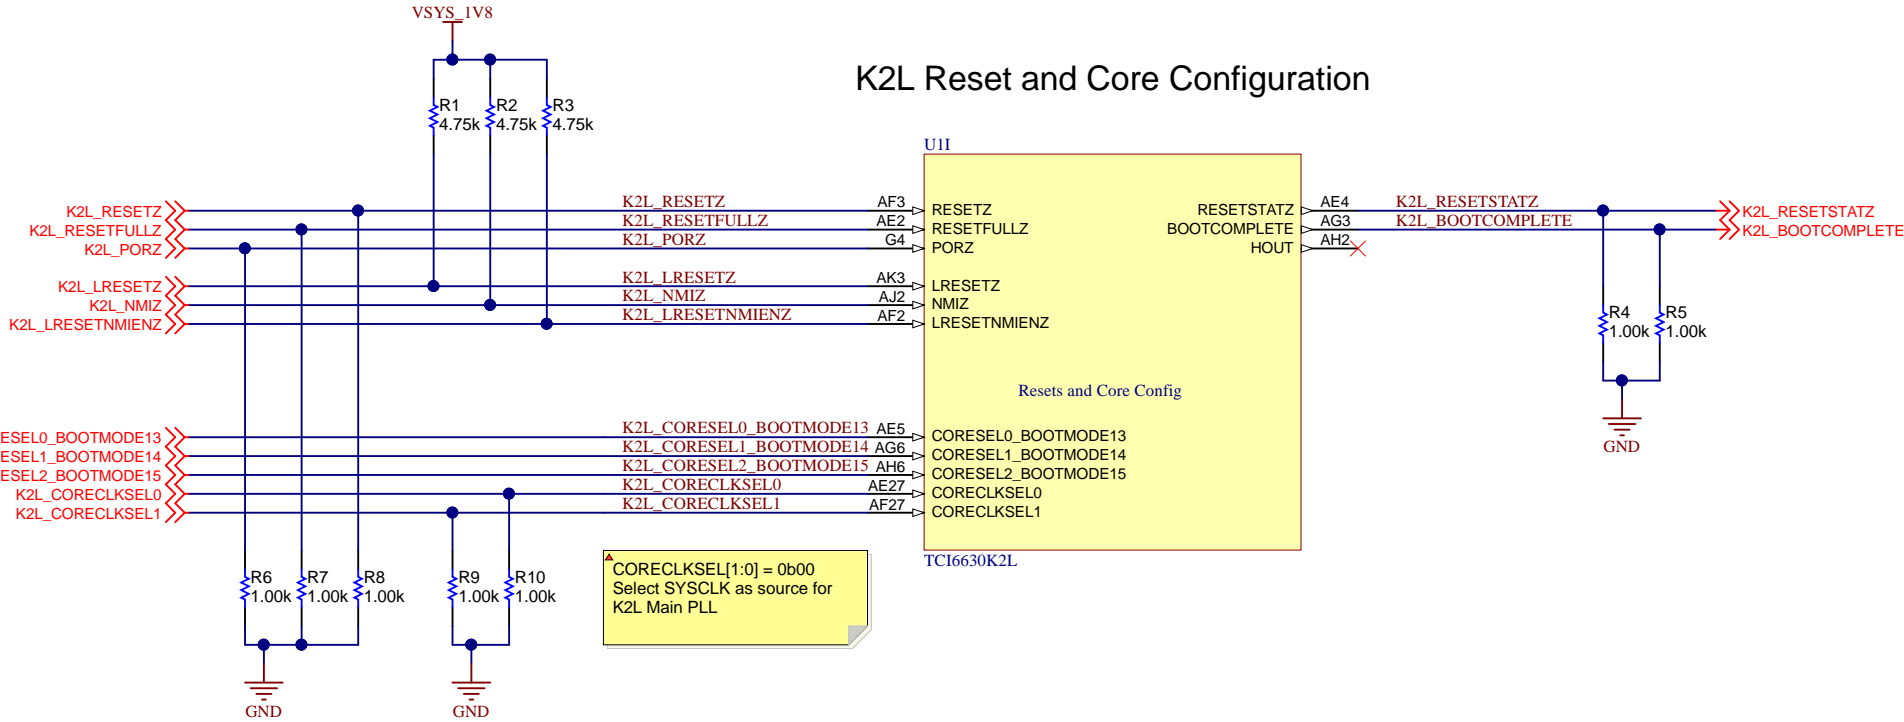 VSYS_1V8
K2L Reset and Core Configuration
R1
4.75k
R2
4.75k
R3
4.75k
U1I
K2L_RESETZ
K2L_RESETFULLZ
K2L_PORZ
K2L_LRESETZ
K2L_NMIZ
K2L_LRESETNMIENZ
K2L_RESETZ AF3
K2L_RESETFULLZ AE2
K2L_PORZ G4
K2L_LRESETZ AK3
K2L_NMIZ AJ2
K2L_LRESETNMIENZ AF2
RESETZ
RESETFULLZ
PORZ
LRESETZ
NMIZ
LRESETNMIENZ
RESETSTATZ
BOOTCOMPLETE
HOUT
AE4 K2L_RESETSTATZ
AG3 K2L_BOOTCOMPLETE
AH2
K2L_RESETSTATZ
K2L_BOOTCOMPLETE
R4
1.00k
R5
1.00k
GND
Resets and Core Config
ESEL0_BOOTMODE13
ESEL1_BOOTMODE14
ESEL2_BOOTMODE15
K2L_CORECLKSEL0
K2L_CORECLKSEL1
K2L_CORESEL0_BOOTMODE13 AE5
K2L_CORESEL1_BOOTMODE14 AG6
K2L_CORESEL2_BOOTMODE15 AH6
K2L_CORECLKSEL0 AE27
K2L_CORECLKSEL1 AF27
CORESEL0_BOOTMODE13
CORESEL1_BOOTMODE14
CORESEL2_BOOTMODE15
CORECLKSEL0
CORECLKSEL1
TCI6630K2L
R6
1.00k
R7
1.00k
R8
1.00k
R9
1.00k
R10
1.00k
CORECLKSEL[1:0] = 0b00
Select SYSCLK as source for
K2L Main PLL
GND
GND